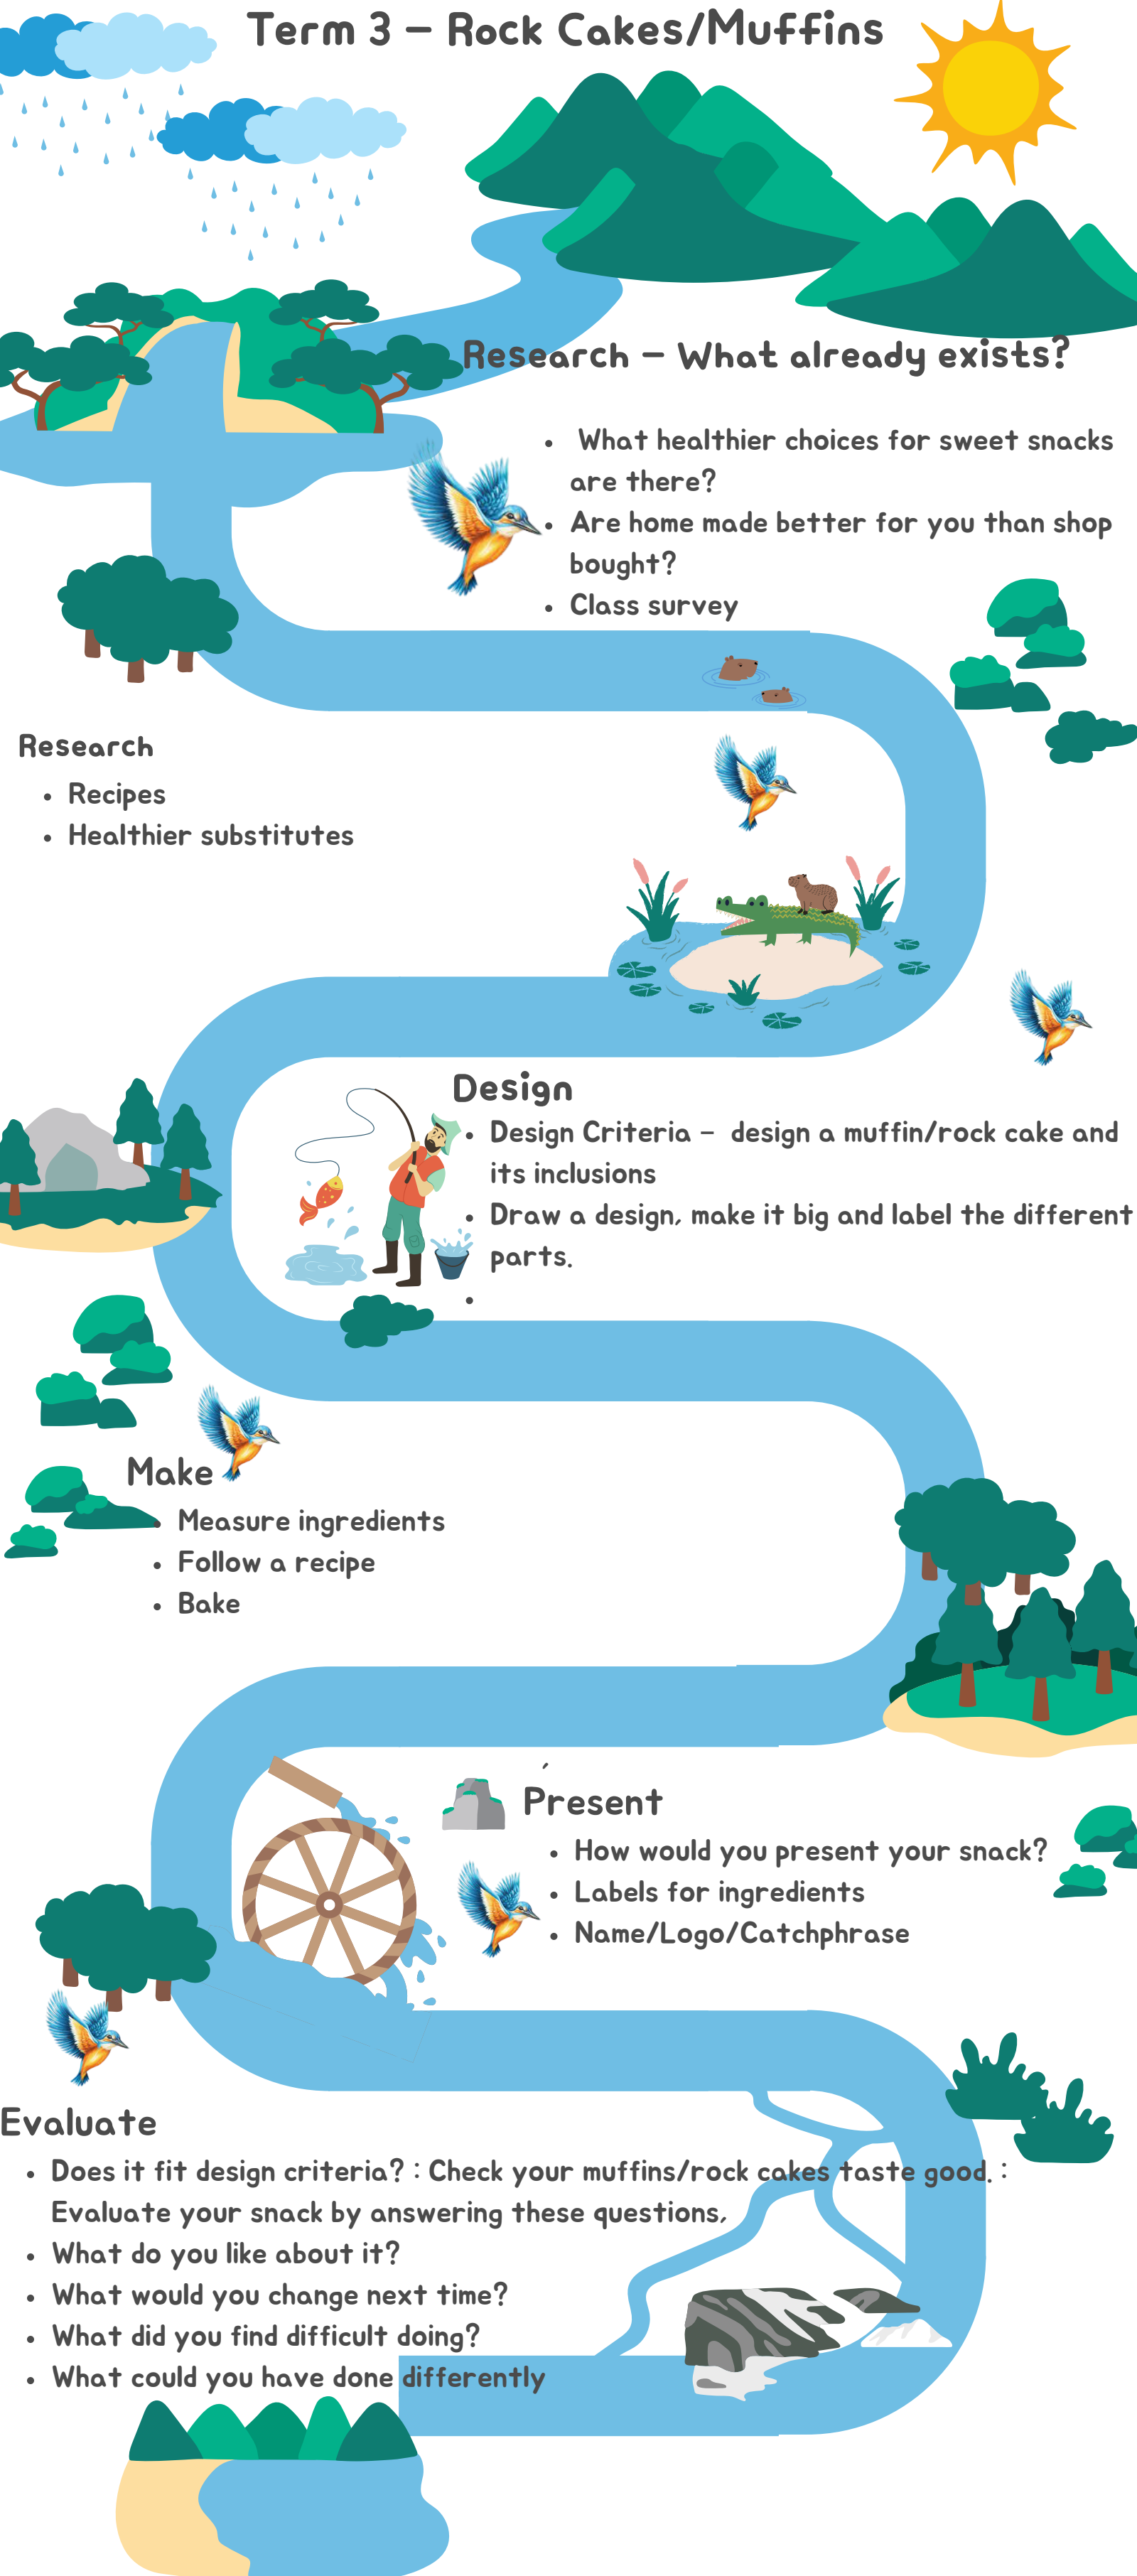 Term 3 – Rock Cakes/Muffins
Research – What already exists?
• What healthier choices for sweet snacks
are there?
• Are home made better for you than shop
bought?
• Class survey
Research
• Recipes
• Healthier substitutes
Design
• Design Criteria – design a muffin/rock cake and
its inclusions
• Draw a design, make it big and label the different
parts.
•
Make
• Measure ingredients
• Follow a recipe
• Bake
Present
• How would you present your snack?
• Labels for ingredients
• Name/Logo/Catchphrase
Evaluate
• Does it fit design criteria? : Check your muffins/rock cakes taste good. :
Evaluate your snack by answering these questions,
• What do you like about it?
• What would you change next time?
• What did you find difficult doing?
• What could you have done differently